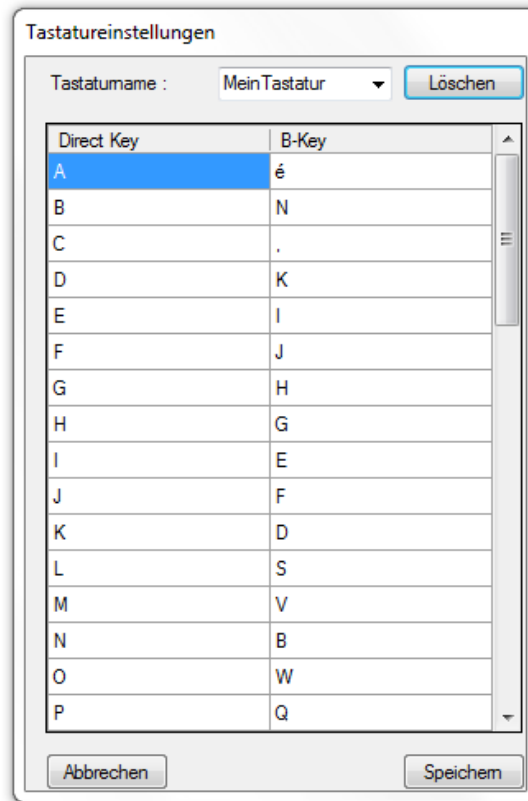 Tastatureinstellungen
Tastaturname : MeinTastatur Löschen
Direct Key B-Key
A é
B N
C ,
D K
E I
F J
G H
H G
I E
J F
K D
L S
M V
N B
O W
P Q
Abbrechen Speichern